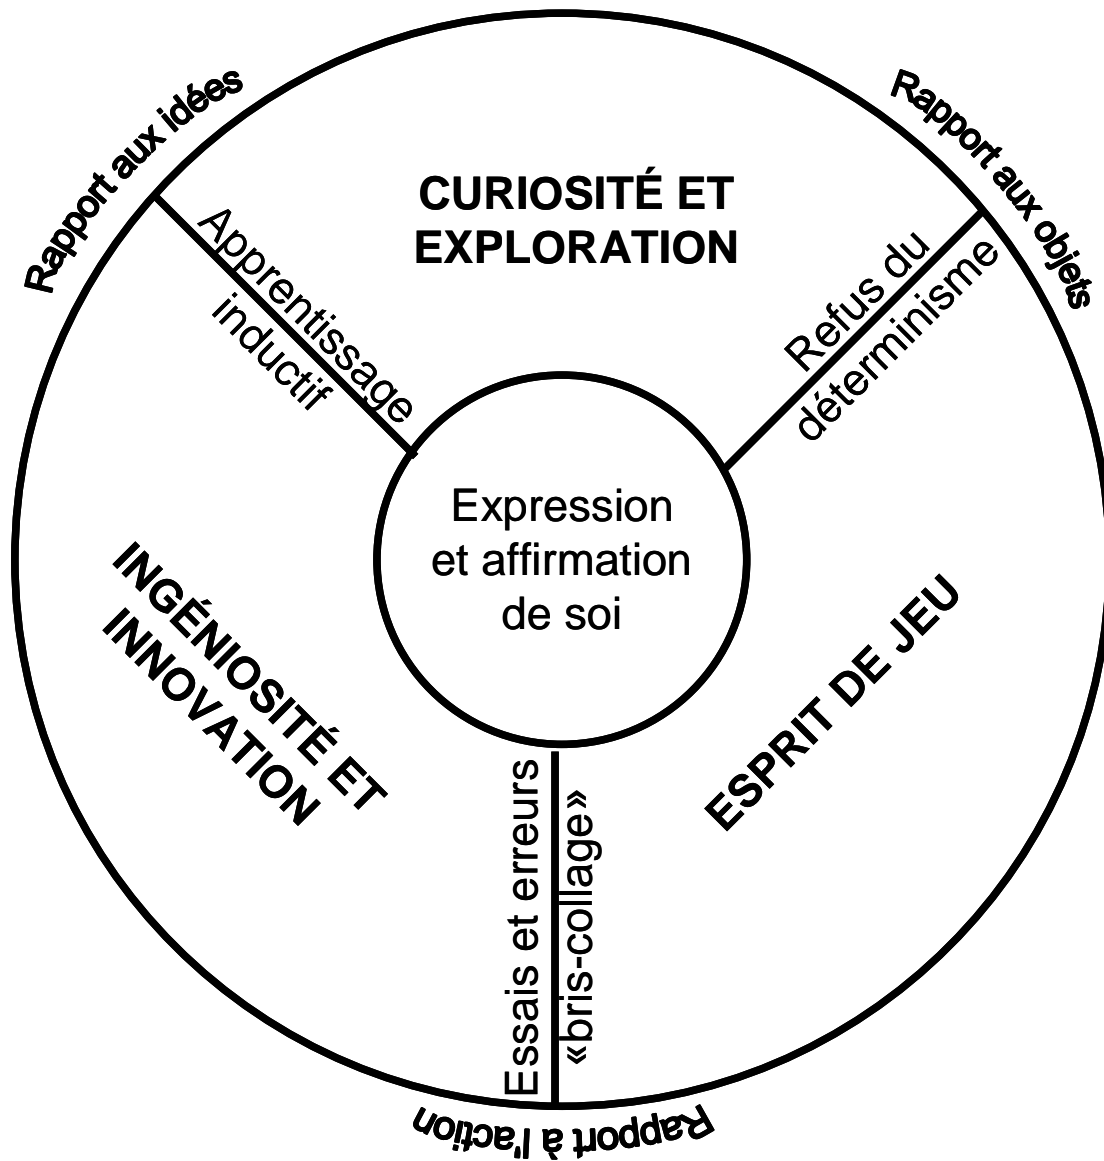 Rapport aux idées
Rapport aux objets
CURIOSITÉ ET
EXPLORATION
Apprentissage
inductif
Refus du
déterminisme
Expression
et affirmation
de soi
INGÉNIOSITÉ ET
INNOVATION
ESPRIT DE JEU
Essais et erreurs
«bris-collage»
Rapport à l'action